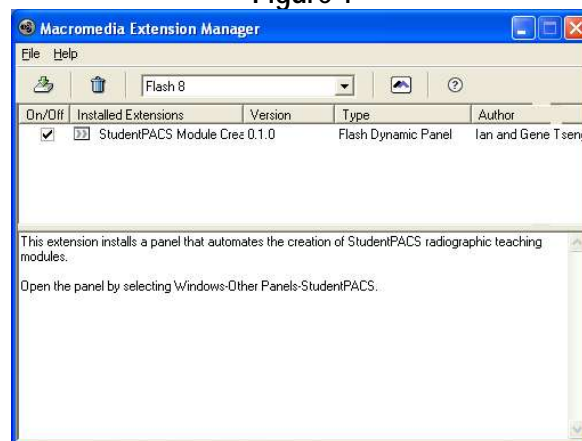 Macromedia Extension Manager
File Help
Flash 8
On/Off Installed Extensions Version Type Author
StudentPACS Module Crea 0.1.0 Flash Dynamic Panel Ian and Gene Tseng
This extension installs a panel that automates the creation of StudentPACS radiographic teaching
modules.
Open the panel by selecting Windows-Other Panels-StudentPACS.